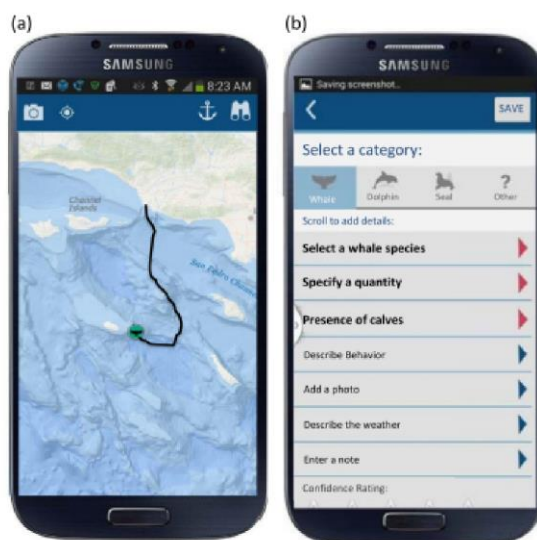 (a)
SAMSUNG
8:23 AM
Channel
Islands
San Pedro Channel
(b)
SAMSUNG
Saving screenshot...
SAVE
Select a category:
Whale
Dolphin
Seal
?
Other
Scroll to add details:
Select a whale species
Specify a quantity
Presence of calves
Describe Behavior
Add a photo
Describe the weather
Enter a note
Confidence Rating: